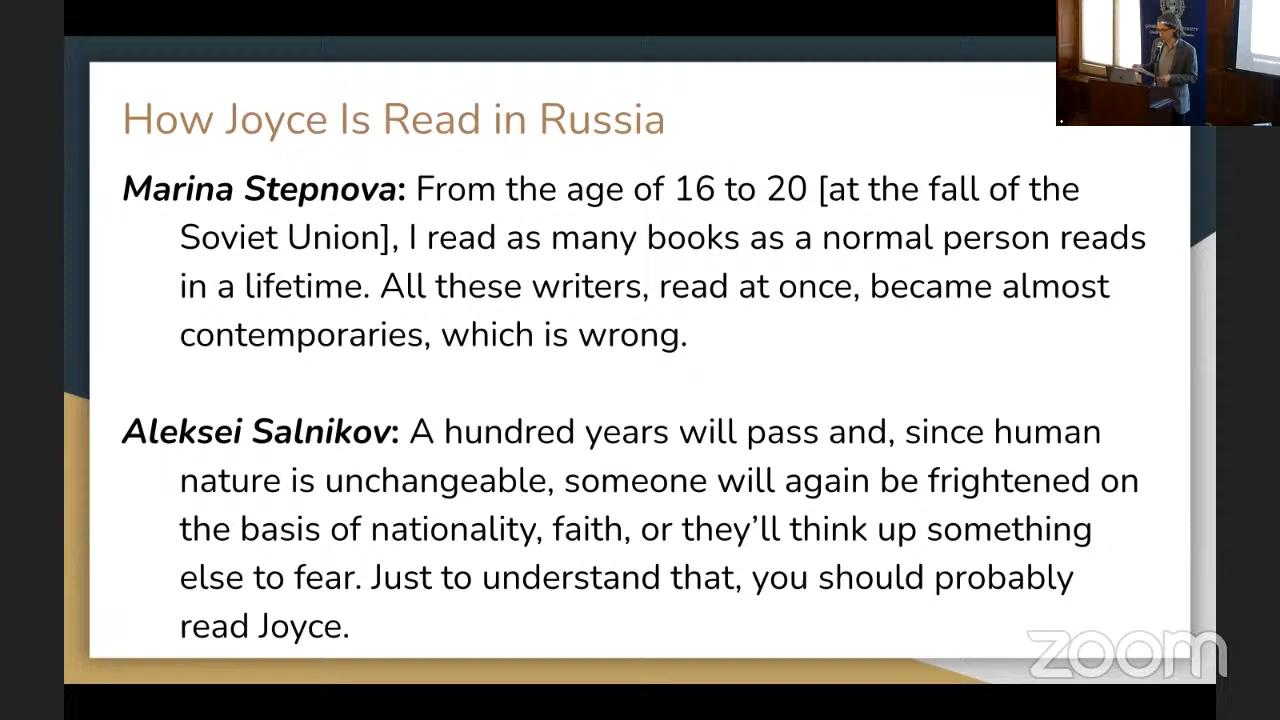 How Joyce Is Read in Russia
Marina Stepnova: From the age of 16 to 20 [at the fall of the
Soviet Union], I read as many books as a normal person reads
in a lifetime. All these writers, read at once, became almost
contemporaries, which is wrong.
Aleksei Salnikov: A hundred years will pass and, since human
nature is unchangeable, someone will again be frightened on
the basis of nationality, faith, or they’ll think up something
else to fear. Just to understand that, you should probably
read Joyce.
zoom